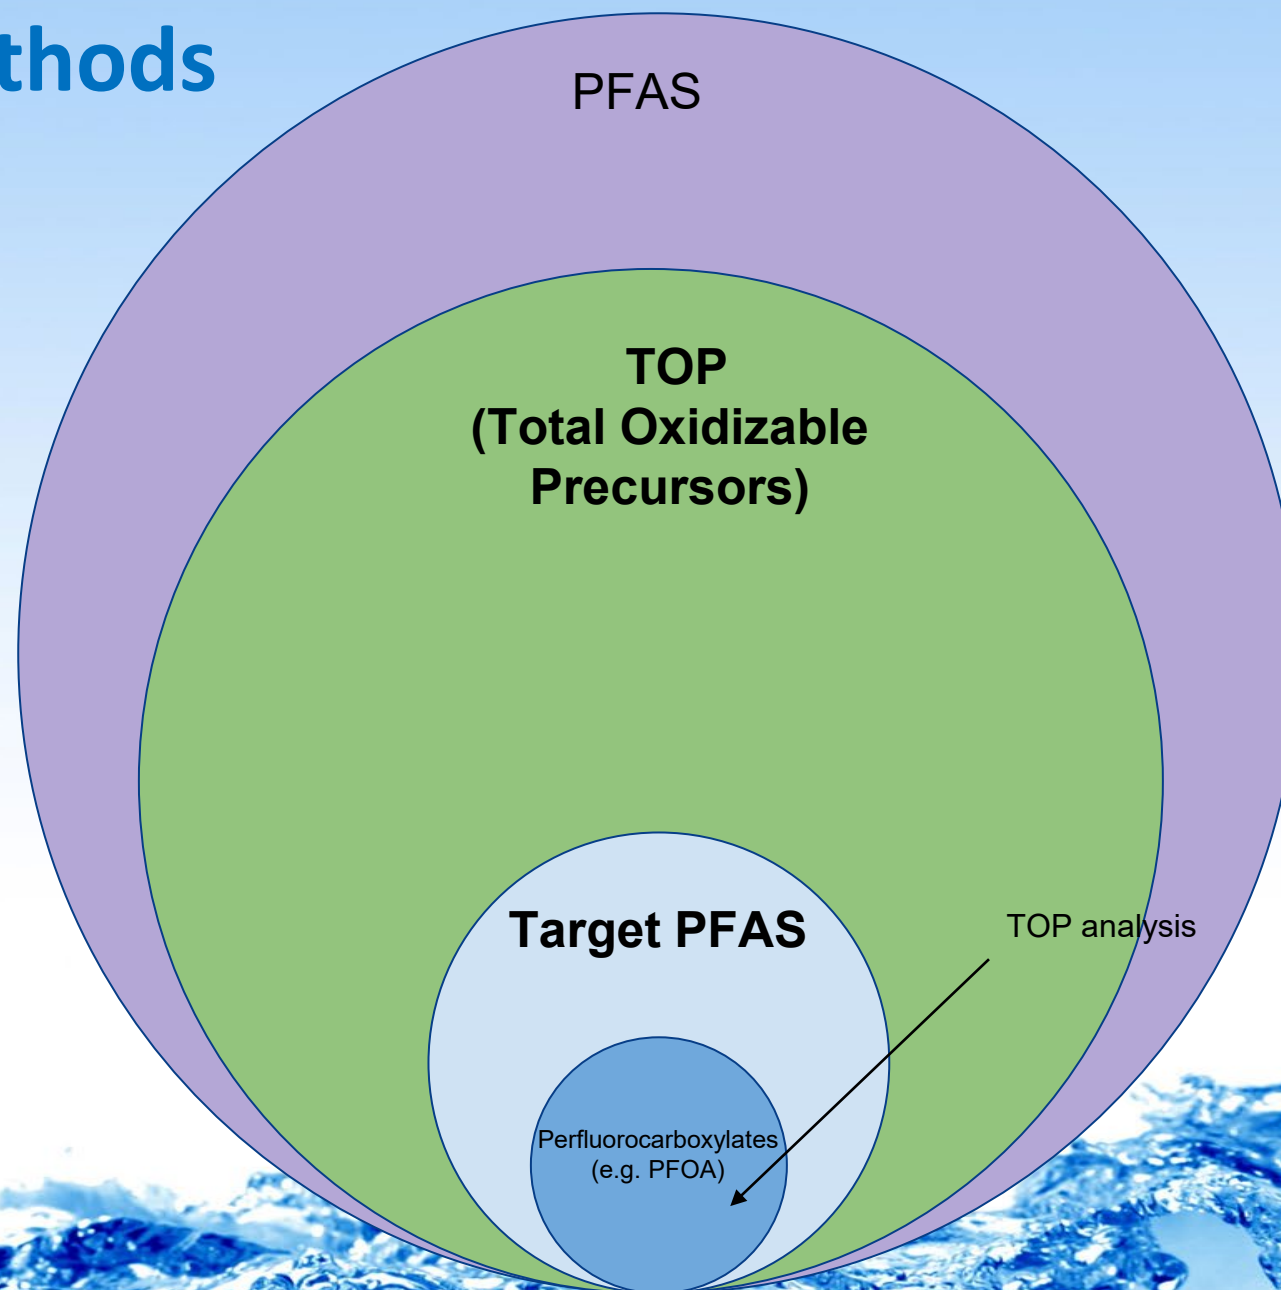 thods
PFAS
TOP
(Total Oxidizable
Precursors)
Target PFAS
TOP analysis
Perfluorocarboxylates
(e.g. PFOA)